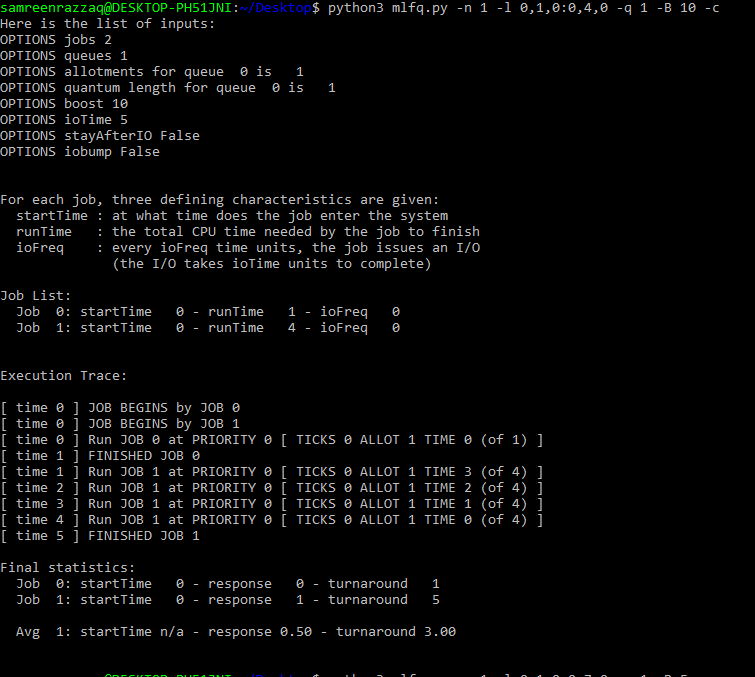 samreenrazzaq@DESKTOP-PH51JNI:~/Desktop$ python3 mlfq.py -n 1 -l 0,1,0:0,4,0 -q 1 -B 10 -c
Here is the list of inputs:
OPTIONS jobs 2
OPTIONS queues 1
OPTIONS allotments for queue  0 is   1
OPTIONS quantum length for queue  0 is   1
OPTIONS boost 10
OPTIONS ioTime 5
OPTIONS stayAfterIO False
OPTIONS iobump False
For each job, three defining characteristics are given:
  startTime : at what time does the job enter the system
  runTime   : the total CPU time needed by the job to finish
  ioFreq    : every ioFreq time units, the job issues an I/O
              (the I/O takes ioTime units to complete)
Job List:
  Job  0: startTime   0 - runTime   1 - ioFreq   0
  Job  1: startTime   0 - runTime   4 - ioFreq   0
Execution Trace:
[ time 0 ] JOB BEGINS by JOB 0
[ time 0 ] JOB BEGINS by JOB 1
[ time 0 ] Run JOB 0 at PRIORITY 0 [ TICKS 0 ALLOT 1 TIME 0 (of 1) ]
[ time 1 ] FINISHED JOB 0
[ time 1 ] Run JOB 1 at PRIORITY 0 [ TICKS 0 ALLOT 1 TIME 3 (of 4) ]
[ time 2 ] Run JOB 1 at PRIORITY 0 [ TICKS 0 ALLOT 1 TIME 2 (of 4) ]
[ time 3 ] Run JOB 1 at PRIORITY 0 [ TICKS 0 ALLOT 1 TIME 1 (of 4) ]
[ time 4 ] Run JOB 1 at PRIORITY 0 [ TICKS 0 ALLOT 1 TIME 0 (of 4) ]
[ time 5 ] FINISHED JOB 1
Final statistics:
  Job  0: startTime   0 - response   0 - turnaround   1
  Job  1: startTime   0 - response   1 - turnaround   5
  Avg  1: startTime n/a - response 0.50 - turnaround 3.00